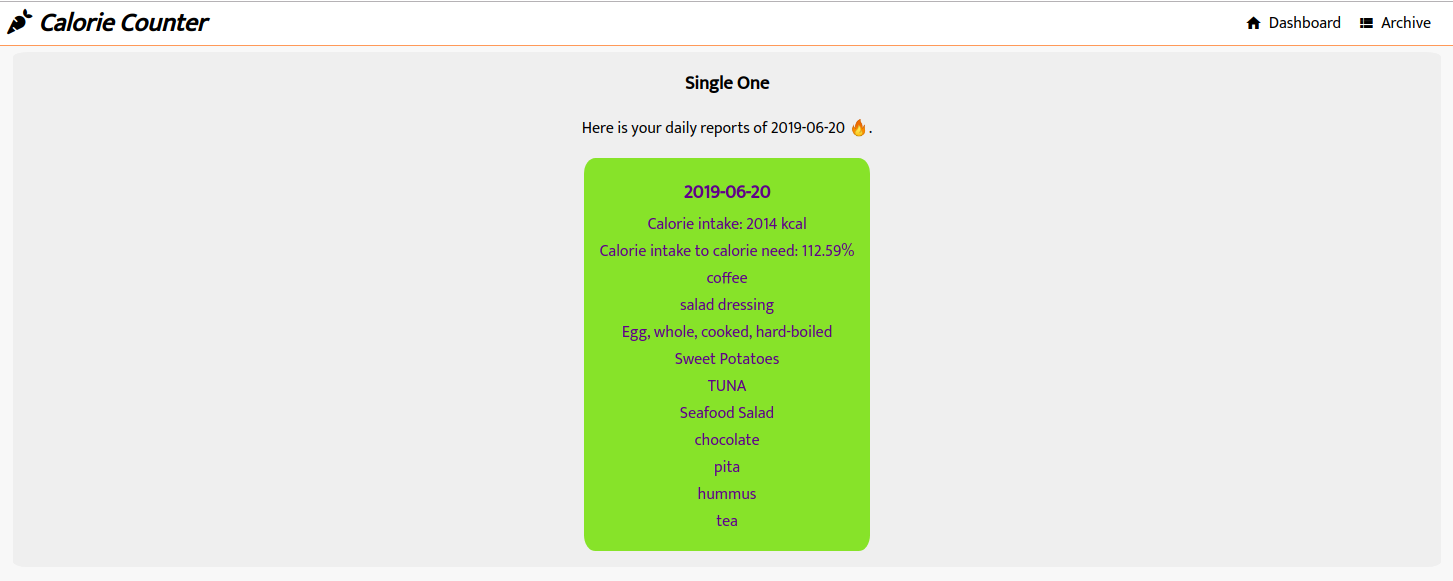 Calorie Counter
Dashboard
Archive
Single One
Here is your daily reports of 2019-06-20 🔥.
2019-06-20
Calorie intake: 2014 kcal
Calorie intake to calorie need: 112.59%
coffee
salad dressing
Egg, whole, cooked, hard-boiled
Sweet Potatoes
TUNA
Seafood Salad
chocolate
pita
hummus
tea